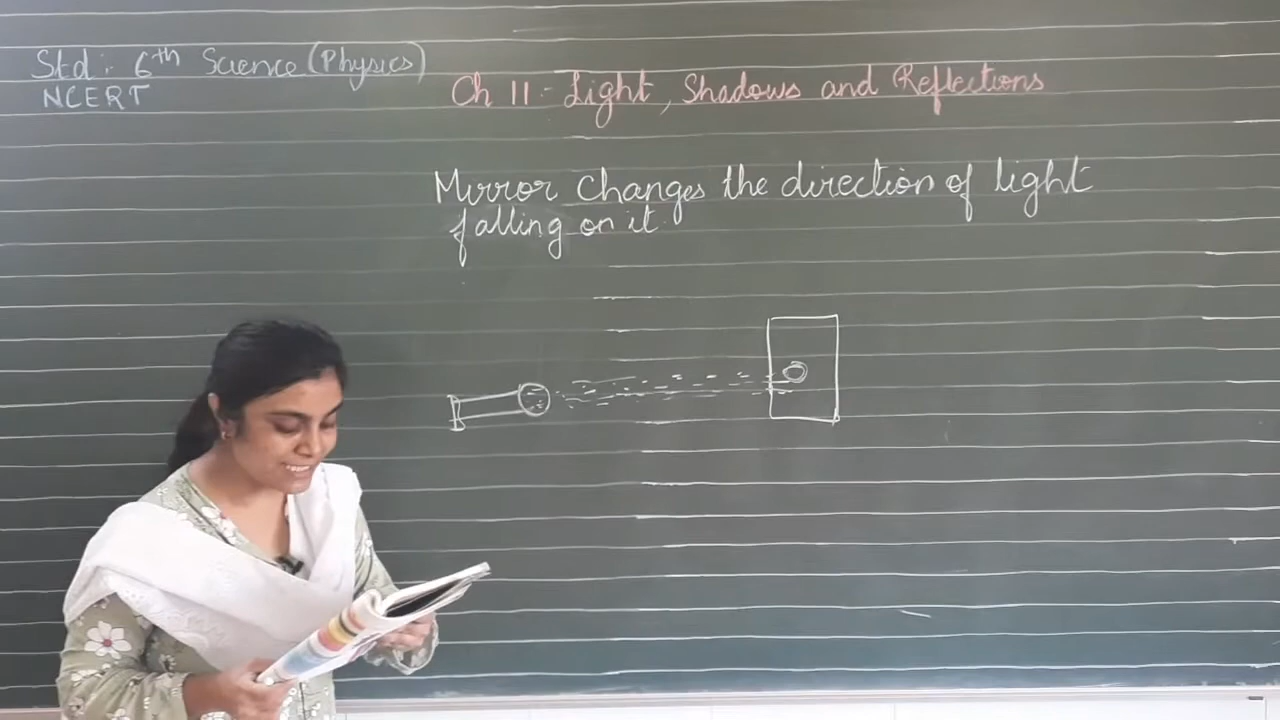 Std :- 6th Science (Physics)
NCERT
Ch 11 :- Light, Shadows and Reflections
Mirror changes the direction of light
falling on it.